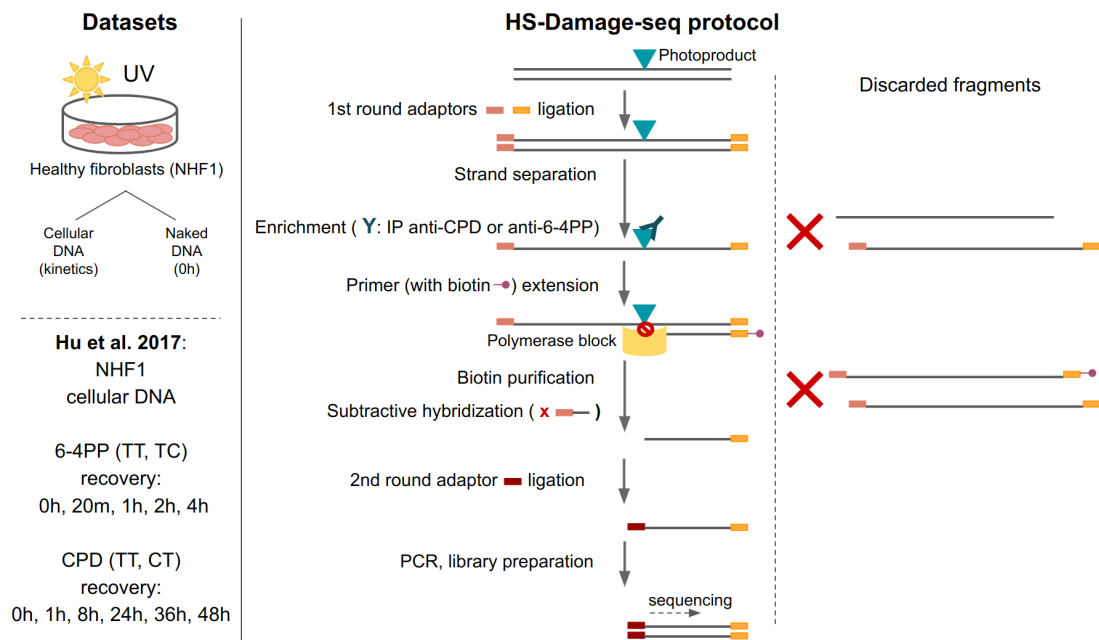 Datasets
UV
Healthy fibroblasts (NHF1)
Cellular
DNA
(kinetics)
Naked
DNA
(0h)
Hu et al. 2017:
NHF1
cellular DNA
6-4PP (TT, TC)
recovery:
0h, 20m, 1h, 2h, 4h
CPD (TT, CT)
recovery:
0h, 1h, 8h, 24h, 36h, 48h
HS-Damage-seq protocol
Photoproduct
1st round adaptors ligation
Strand separation
Enrichment ( Y: IP anti-CPD or anti-6-4PP)
Primer (with biotin ) extension
Polymerase block
Biotin purification
Subtractive hybridization ( x )
2nd round adaptor ligation
PCR, library preparation
sequencing
Discarded fragments